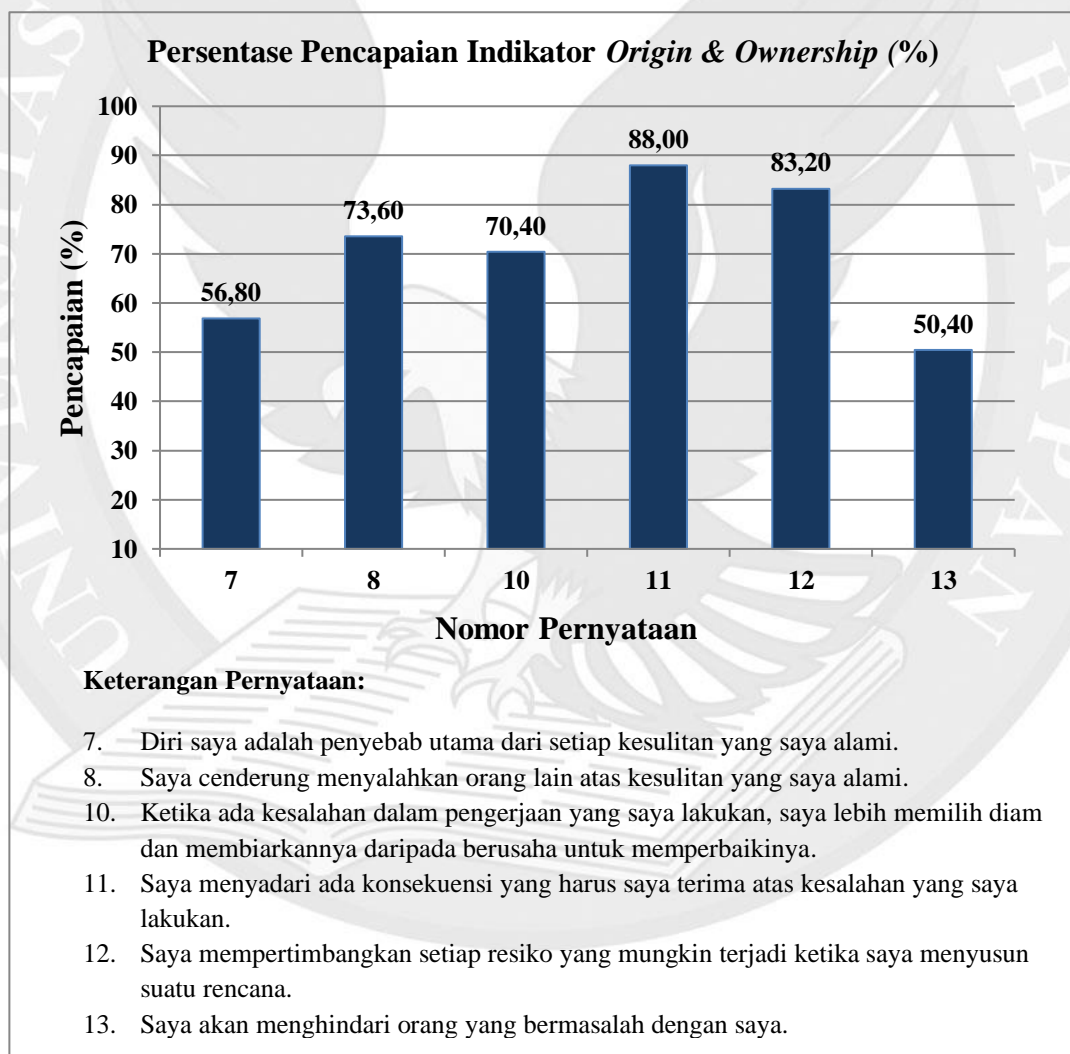 Persentase Pencapaian Indikator Origin & Ownership (%)
Pencapaian (%)
100
90
80
70
60
50
40
30
20
10
56,80
73,60
70,40
88,00
83,20
50,40
7
8
10
11
12
13
Nomor Pernyataan
Keterangan Pernyataan:
7. Diri saya adalah penyebab utama dari setiap kesulitan yang saya alami.
8. Saya cenderung menyalahkan orang lain atas kesulitan yang saya alami.
10. Ketika ada kesalahan dalam pengerjaan yang saya lakukan, saya lebih memilih diam
dan membiarkannya daripada berusaha untuk memperbaikinya.
11. Saya menyadari ada konsekuensi yang harus saya terima atas kesalahan yang saya
lakukan.
12. Saya mempertimbangkan setiap resiko yang mungkin terjadi ketika saya menyusun
suatu rencana.
13. Saya akan menghindari orang yang bermasalah dengan saya.
HARAPAN